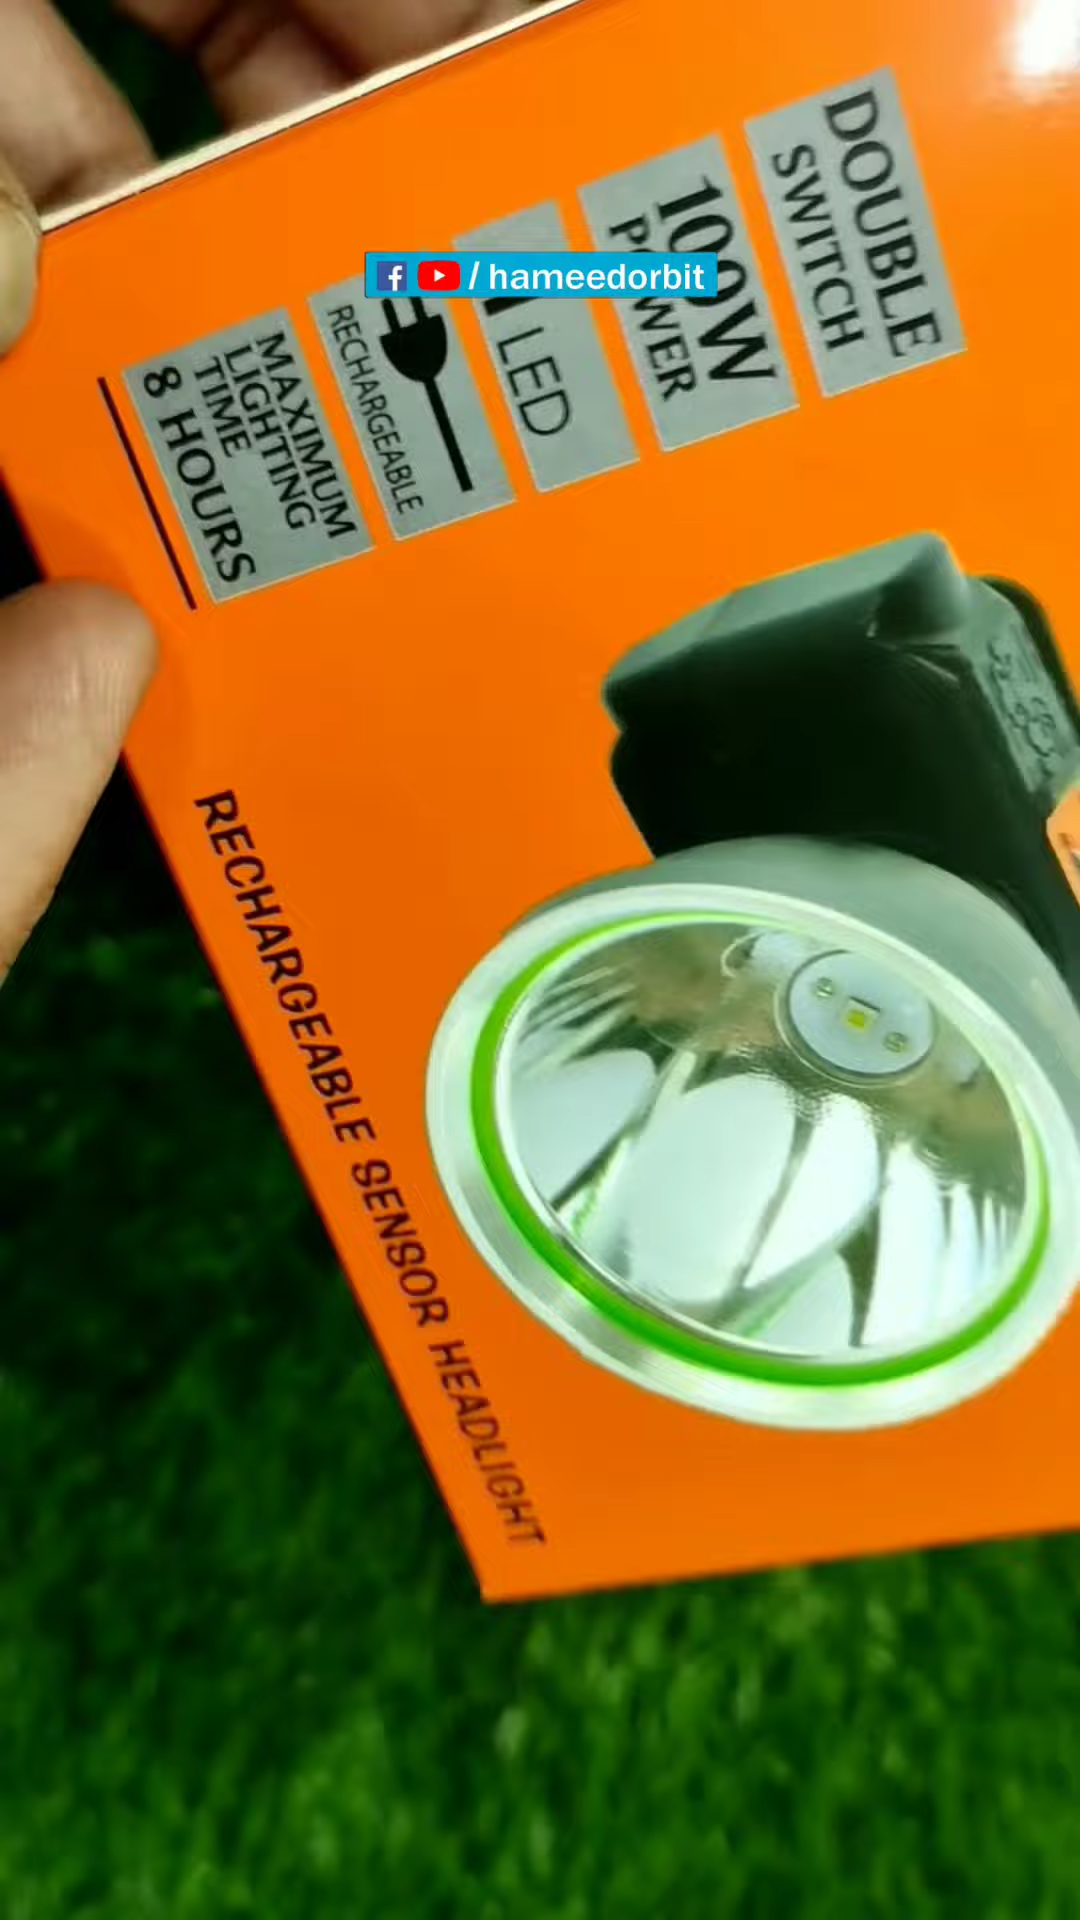 DOUBLE
SWITCH
100W
POWER
LED
RECHARGEABLE
MAXIMUM
LIGHTING
TIME
8 HOURS
/ hameedorbit
RECHARGEABLE SENSOR HEADLIGHT